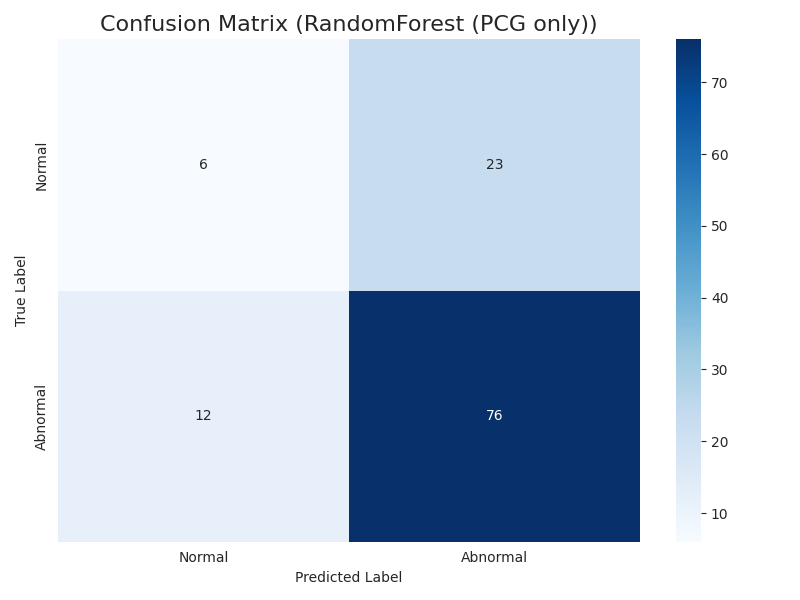 Confusion Matrix (RandomForest (PCG only))
True Label
Normal
Abnormal
6
23
12
76
Normal
Abnormal
Predicted Label
70
60
50
40
30
20
10